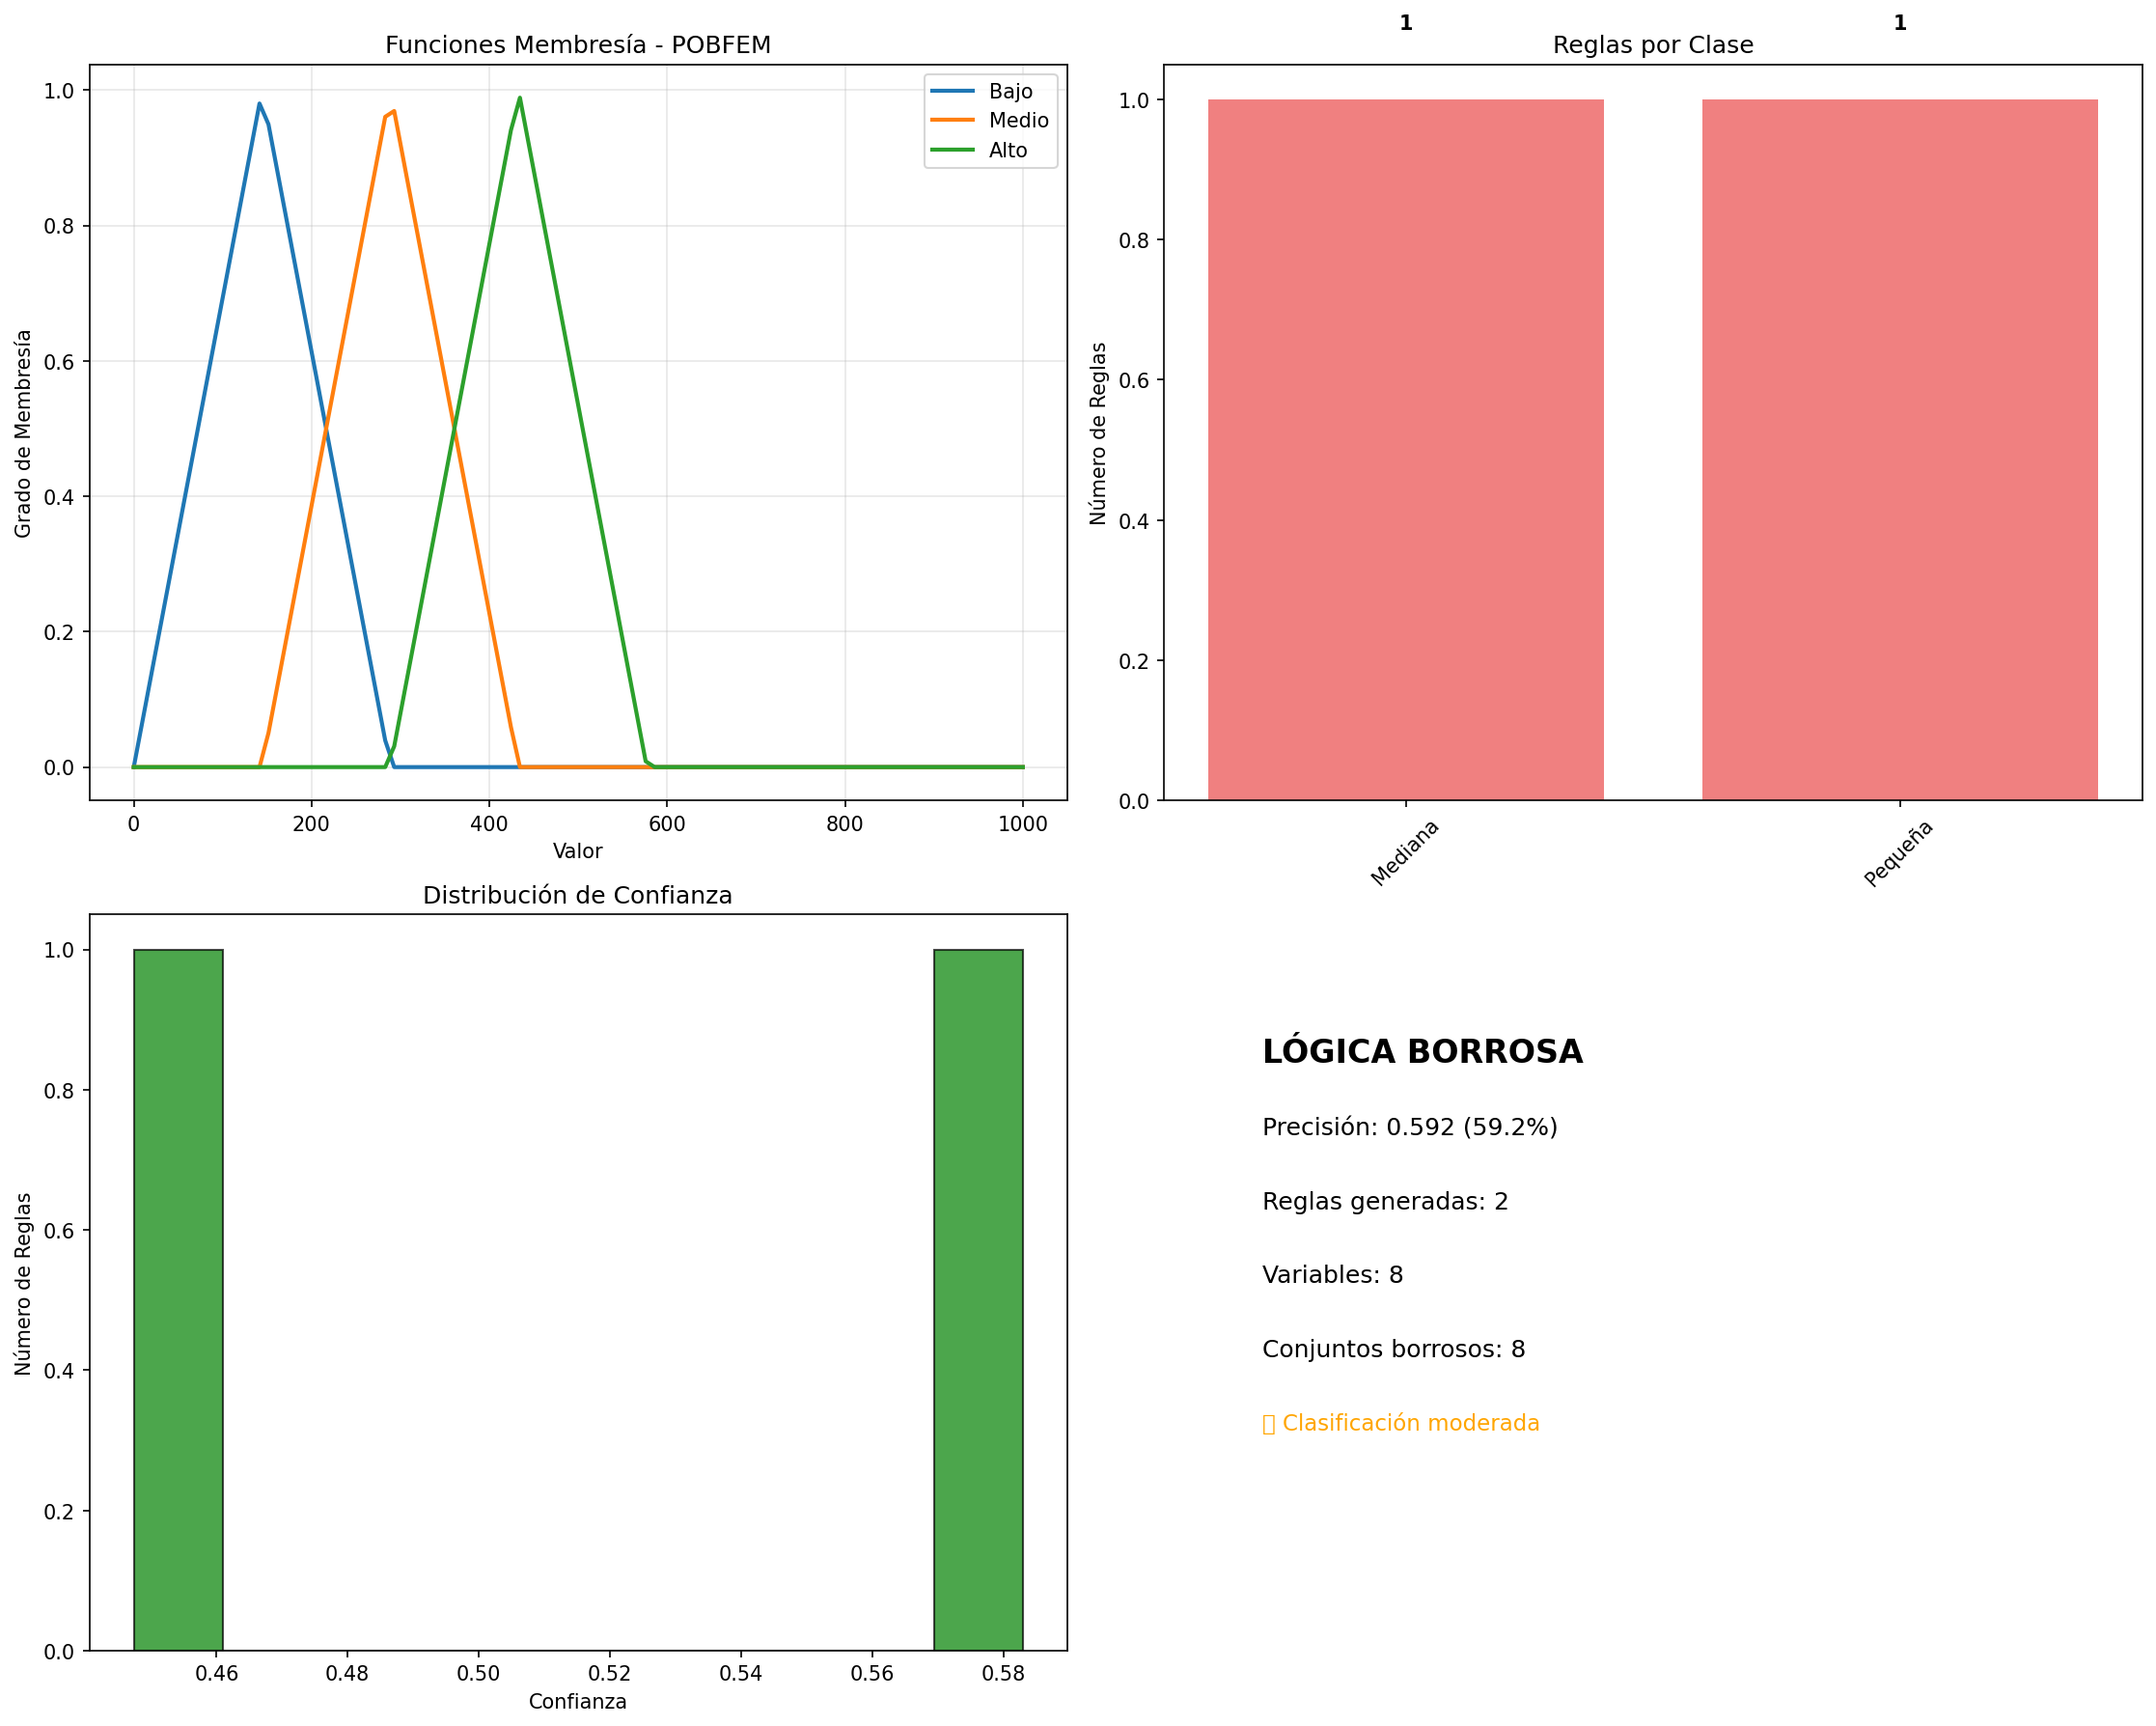 Funciones Membresía - POBFEM
Grado de Membresía
1.0
0.8
0.6
0.4
0.2
0.0
Bajo
Medio
Alto
0 200 400 600 800 1000
Valor
1 1
Reglas por Clase
Número de Reglas
1.0
0.8
0.6
0.4
0.2
0.0
Mediana Pequeña
Distribución de Confianza
Número de Reglas
1.0
0.8
0.6
0.4
0.2
0.0
0.46 0.48 0.50 0.52 0.54 0.56 0.58
Confianza
LÓGICA BORROSA
Precisión: 0.592 (59.2%)
Reglas generadas: 2
Variables: 8
Conjuntos borrosos: 8
Clasificación moderada